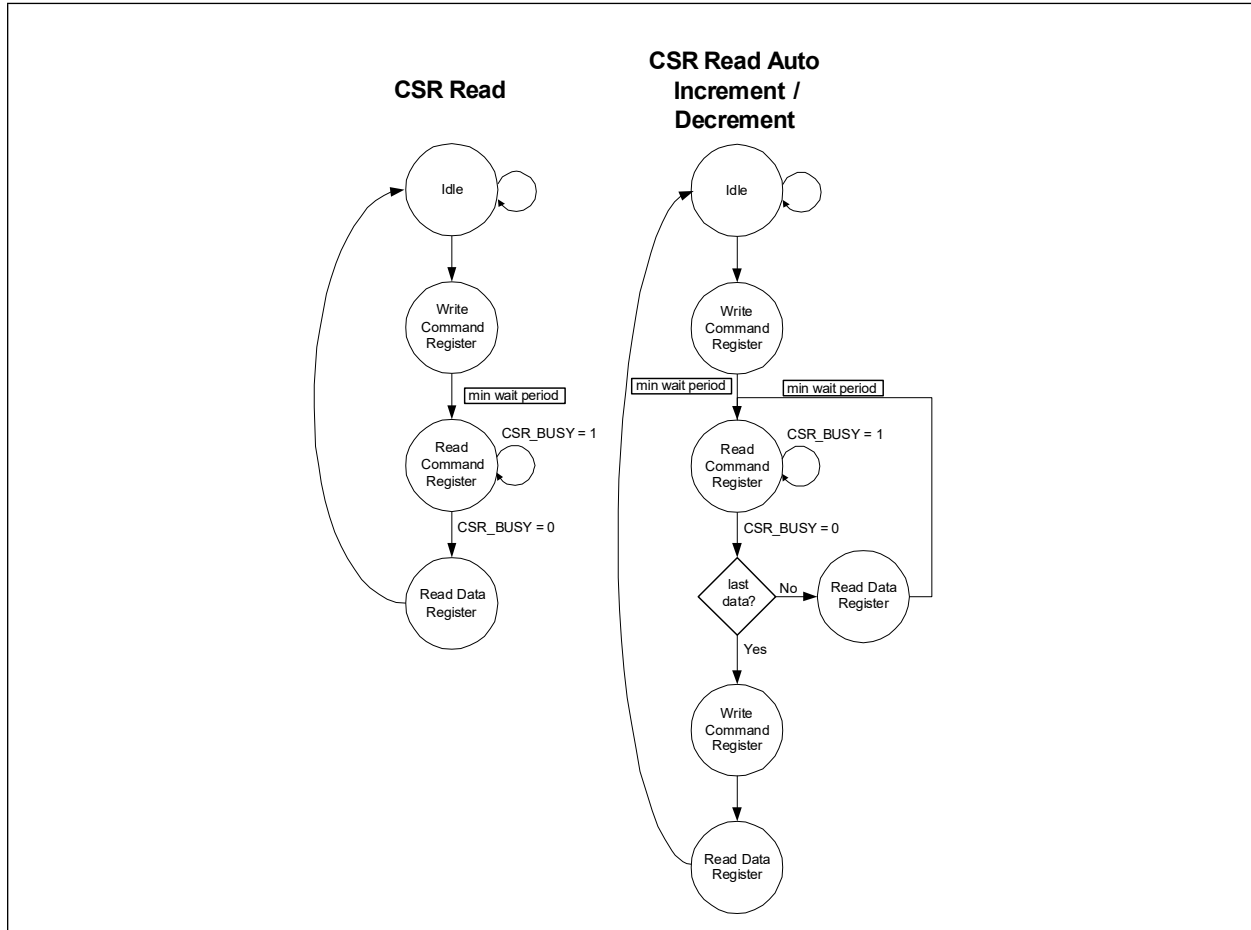 CSR Read
Idle
Write
Command
Register
min wait period
CSR_BUSY = 1
Read
Command
Register
CSR_BUSY = 0
Read Data
Register
CSR Read Auto
Increment /
Decrement
Idle
Write
Command
Register
min wait period
min wait period
CSR_BUSY = 1
Read
Command
Register
CSR_BUSY = 0
last
data?
No
Read Data
Register
Yes
Write
Command
Register
Read Data
Register